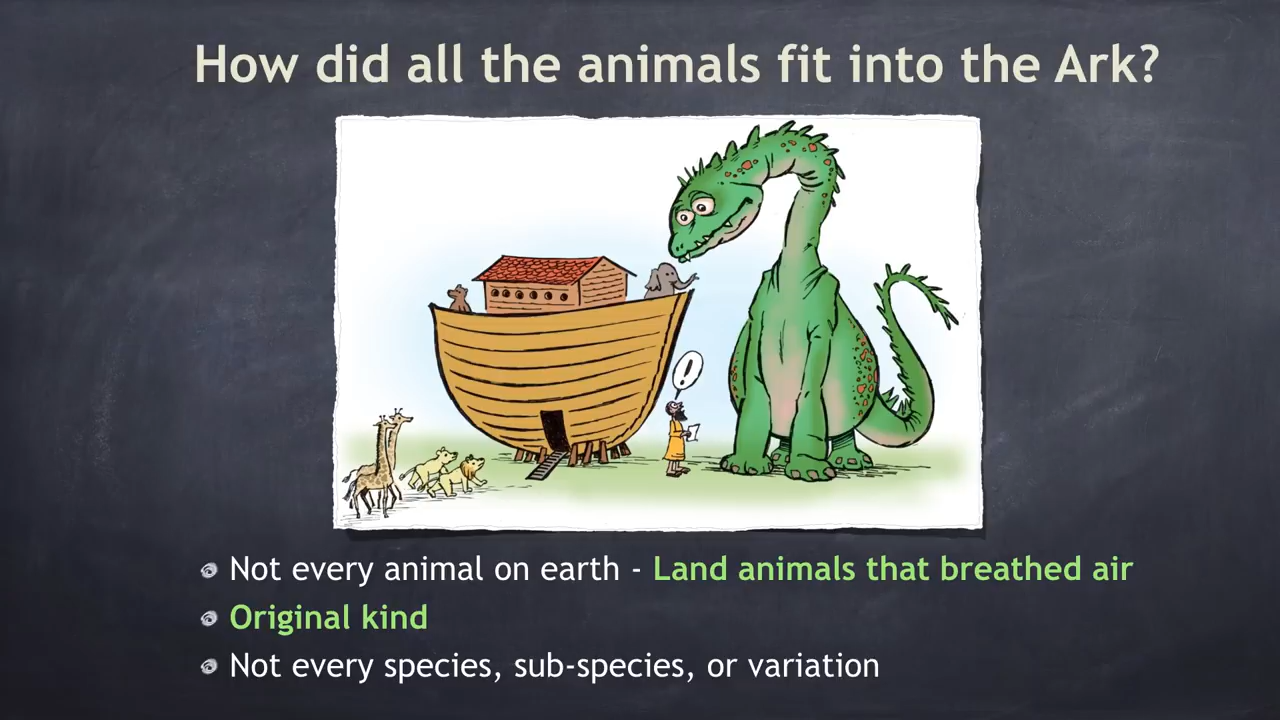 How did all the animals fit into the Ark?
!
Not every animal on earth - Land animals that breathed air
Original kind
Not every species, sub-species, or variation